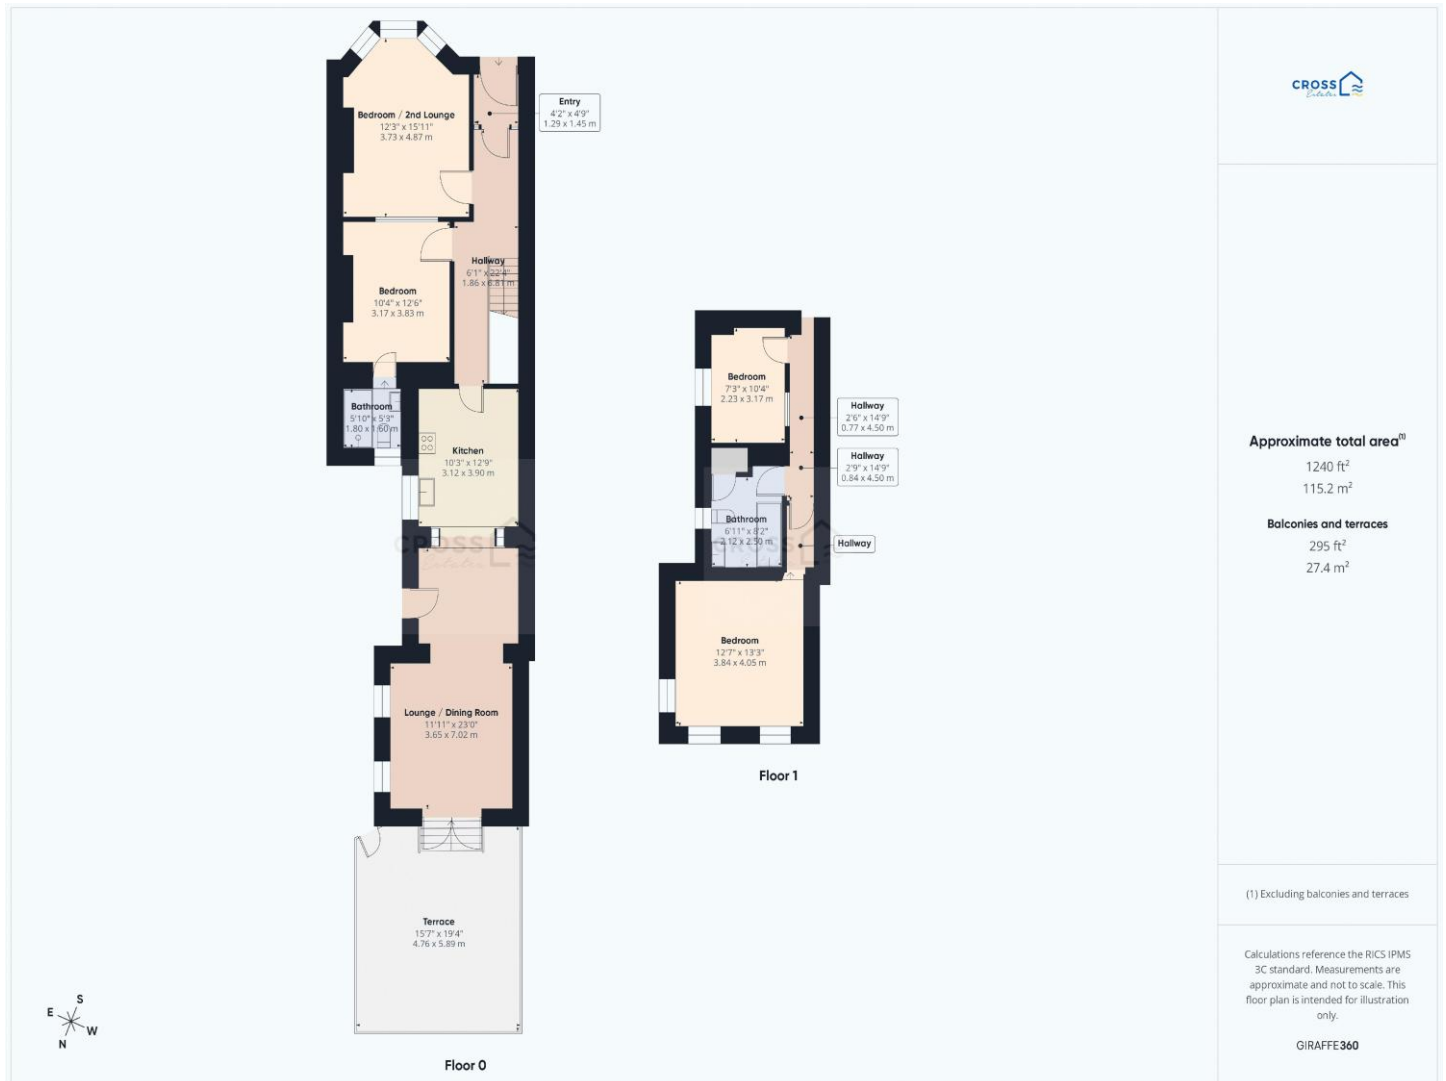 Bedroom / 2nd Lounge
12'3" x 15'11"
3.73 x 4.87 m
Entry
4'2" x 4'9"
1.29 x 1.45 m
Hallway
6'1" x 22'4"
1.86 x 6.81 m
Bedroom
10'4" x 12'6"
3.17 x 3.83 m
Bathroom
5'10" x 5'3"
1.80 x 1.60 m
Kitchen
10'3" x 12'9"
3.12 x 3.90 m
CROSS
Estates
Lounge / Dining Room
11'11" x 23'0"
3.65 x 7.02 m
Terrace
15'7" x 19'4"
4.76 x 5.89 m
Floor 0
S
E
W
N
Bedroom
7'3" x 10'4"
2.23 x 3.17 m
Hallway
2'6" x 14'9"
0.77 x 4.50 m
Hallway
2'9" x 14'9"
0.84 x 4.50 m
Bathroom
6'11" x 8'2"
2.12 x 2.50 m
CROSS
Estates
Hallway
Bedroom
12'7" x 13'3"
3.84 x 4.05 m
Floor 1
CROSS
Estates
Approximate total area(1)
1240 ft²
115.2 m²
Balconies and terraces
295 ft²
27.4 m²
(1) Excluding balconies and terraces
Calculations reference the RICS IPMS
3C standard. Measurements are
approximate and not to scale. This
floor plan is intended for illustration
only.
GIRAFFE360